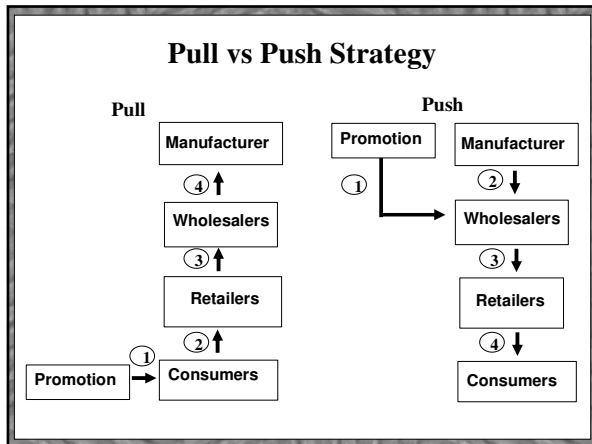 Pull vs Push Strategy
Pull
Manufacturer
4
Wholesalers
3
Retailers
2
1
Promotion
Consumers
Push
Promotion
Manufacturer
1
2
Wholesalers
3
Retailers
4
Consumers